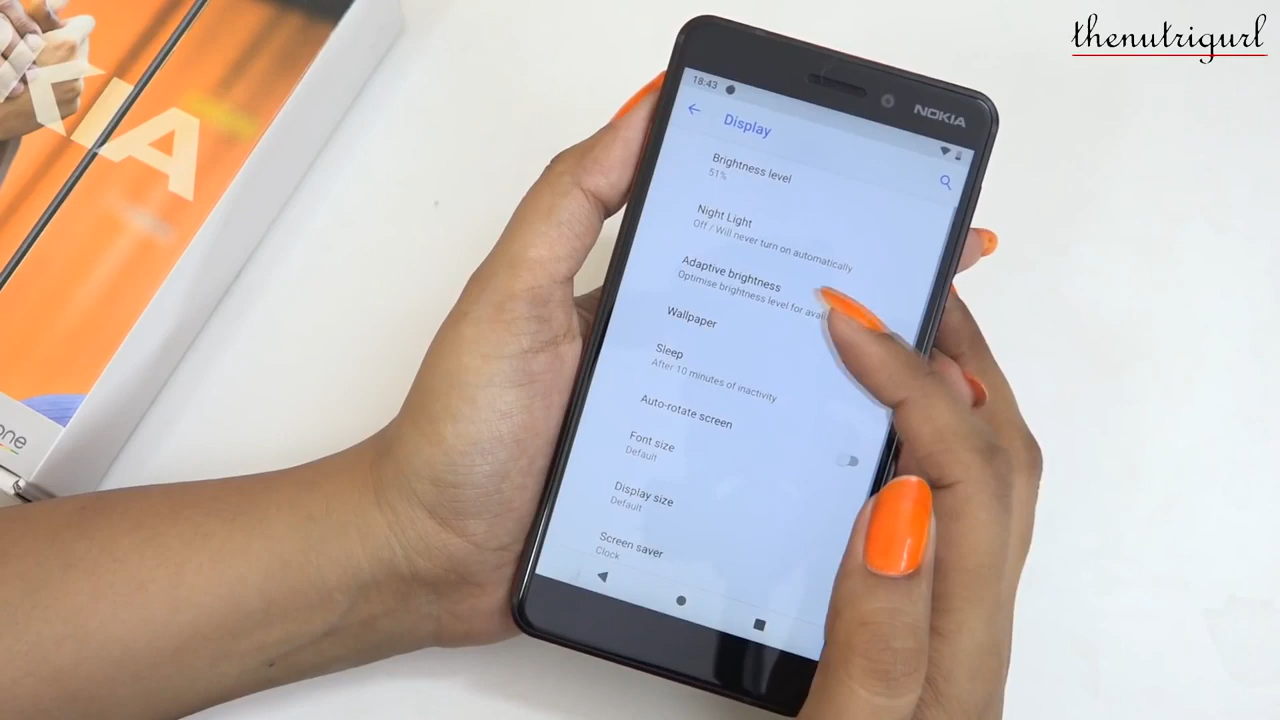 thenutrigurl
KIA
one
NOKIA
18:43
Display
Brightness level
51%
Night Light
Off / Will never turn on automatically
Adaptive brightness
Optimise brightness level for avail
Wallpaper
Sleep
After 10 minutes of inactivity
Auto-rotate screen
Font size
Default
Display size
Default
Screen saver
Clock